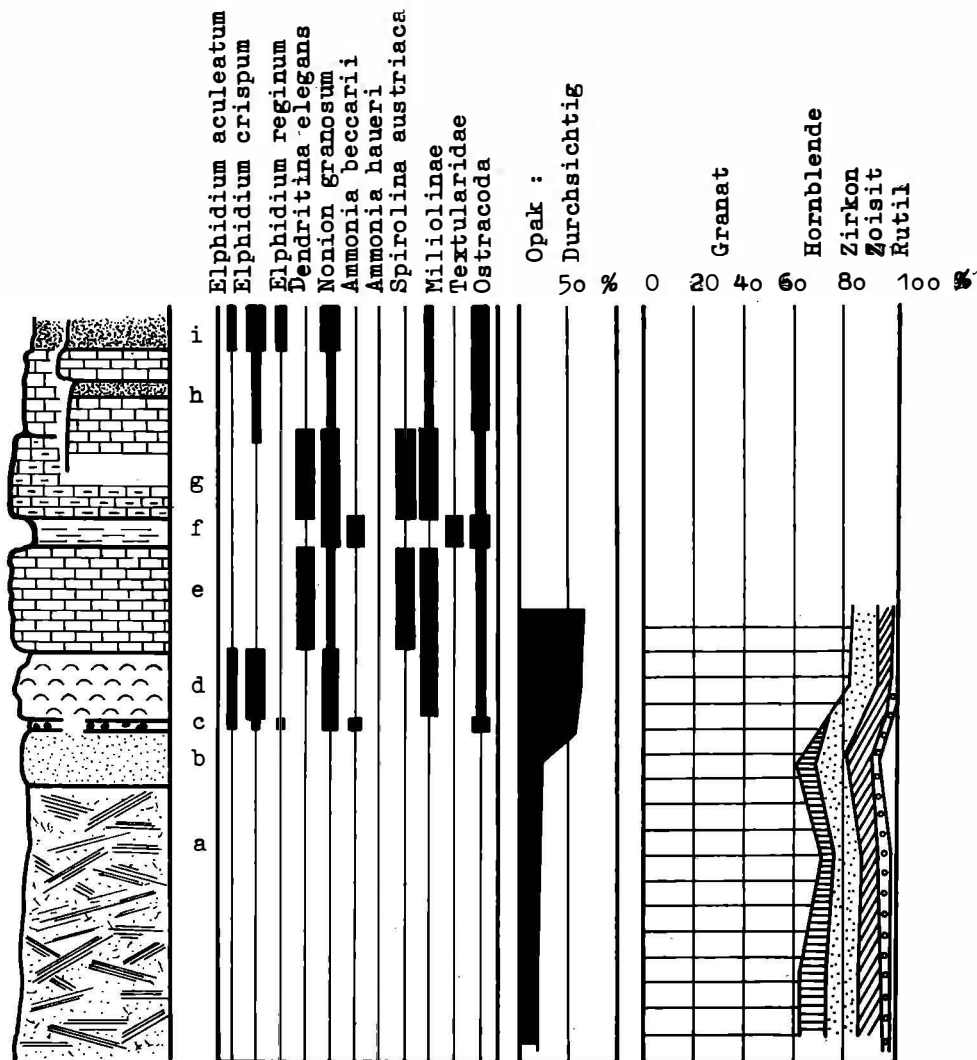 Elphidium aculeatum
Elphidium crispum
Elphidium reginum
Dendritina elegans
Nonion granosum
Ammonia beccarii
Ammonia haueri
Spirolina austriaca
Miliolinae
Textularidae
Ostracoda
Opak :
Durchsichtig
Granat
Hornblende
Zirkon
Zoisit
Rutil
50 %
0 20 40 60 80 100 %
i
h
g
f
e
d
c
b
a